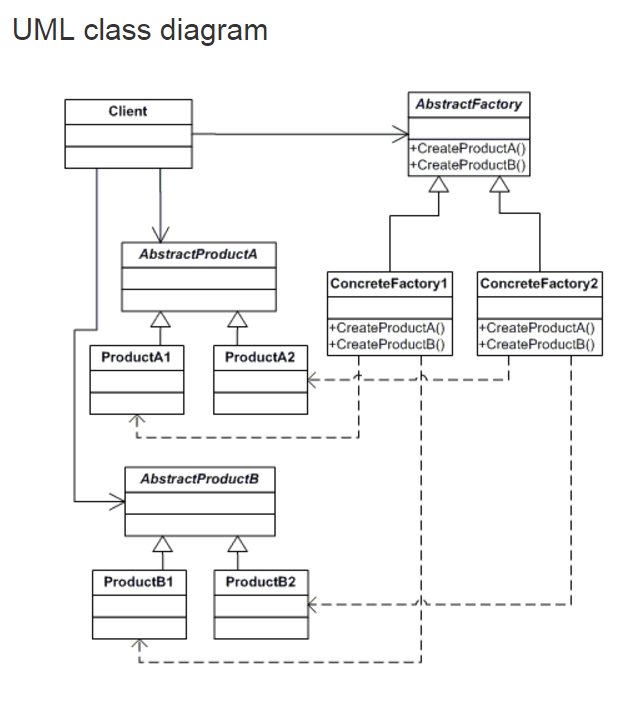 UML class diagram
Client
AbstractFactory
+CreateProductA()
+CreateProductB()
AbstractProductA
ConcreteFactory1
+CreateProductA()
+CreateProductB()
ConcreteFactory2
+CreateProductA()
+CreateProductB()
ProductA1
ProductA2
AbstractProductB
ProductB1
ProductB2